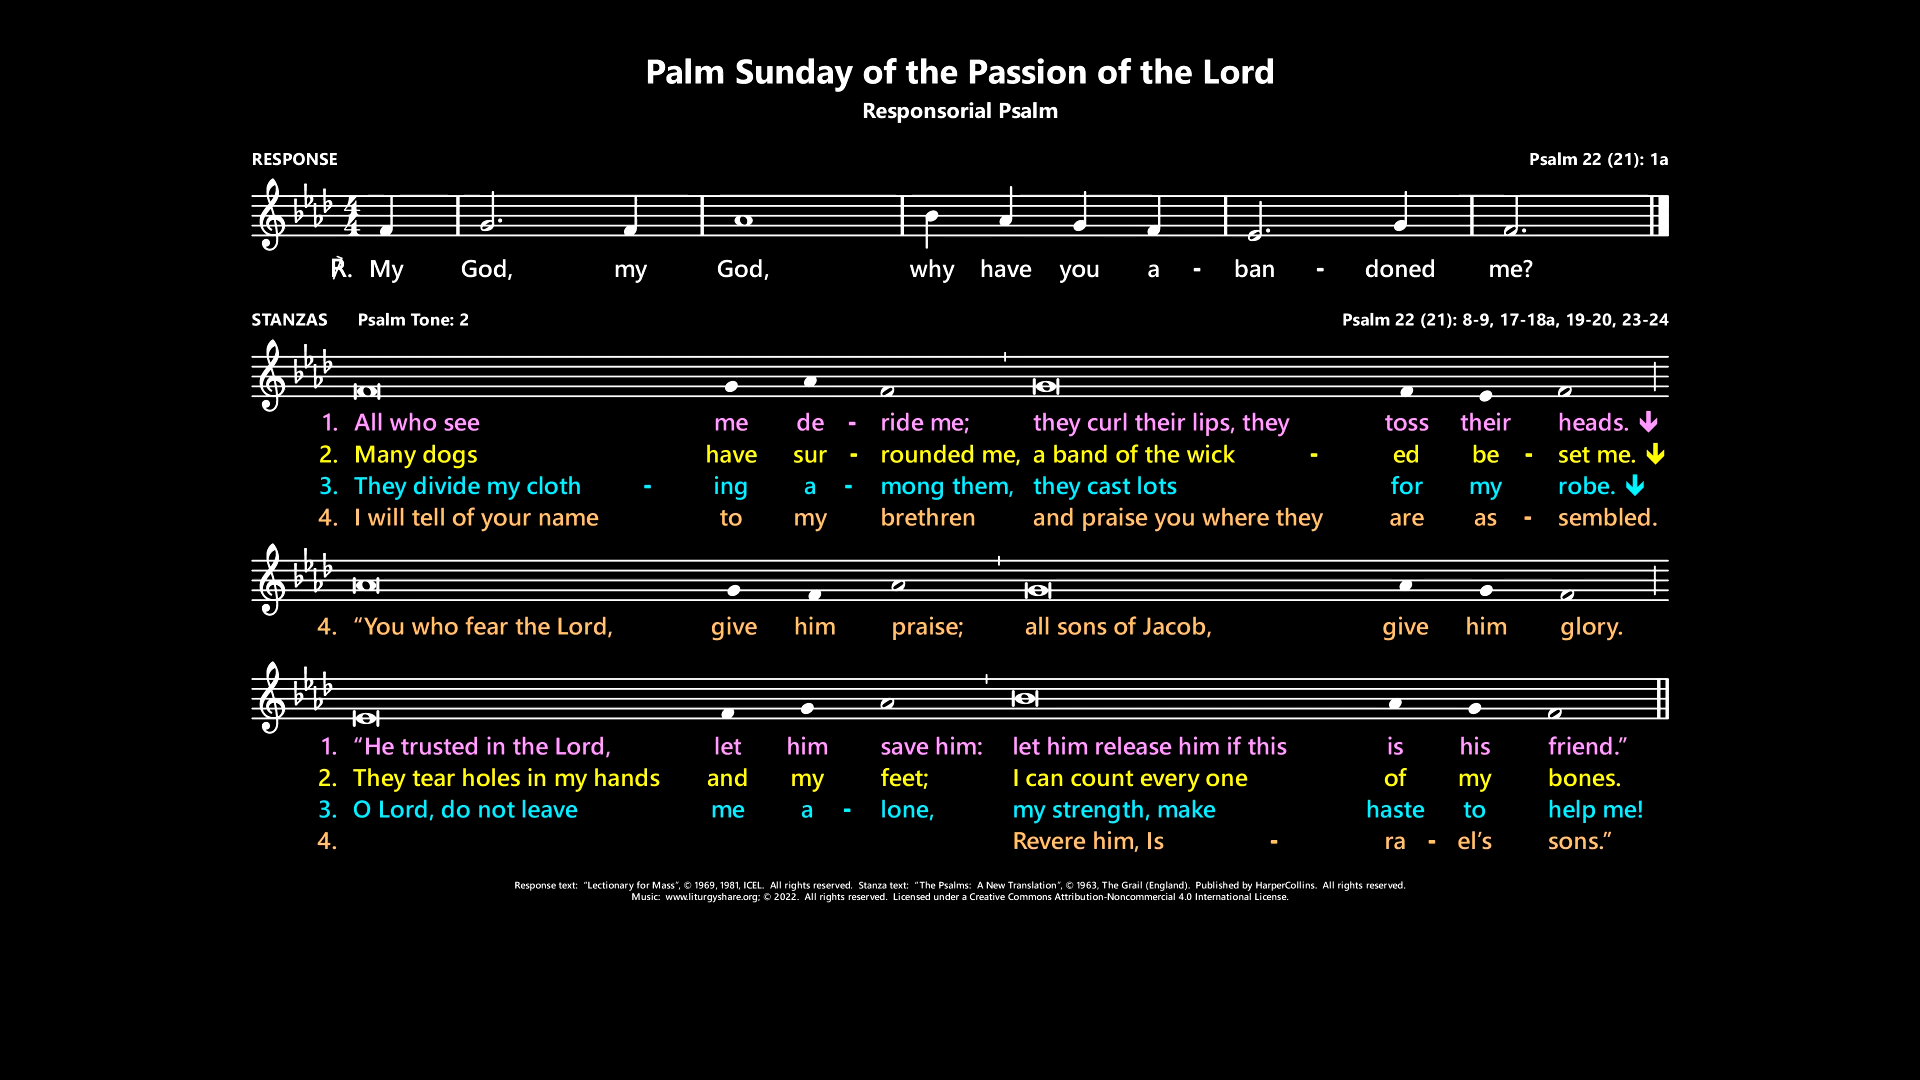 Palm Sunday of the Passion of the Lord
Responsorial Psalm
RESPONSE Psalm 22 (21): 1a
℟. My God, my God, why have you a - ban - doned me?
STANZAS Psalm Tone: 2 Psalm 22 (21): 8-9, 17-18a, 19-20, 23-24
1. All who see me de - ride me; they curl their lips, they toss their heads. 🡻
2. Many dogs have sur - rounded me, a band of the wick - ed be - set me. 🡻
3. They divide my cloth - ing a - mong them, they cast lots for my robe. 🡻
4. I will tell of your name to my brethren and praise you where they are as - sembled.
4. “You who fear the Lord, give him praise; all sons of Jacob, give him glory.
1. “He trusted in the Lord, let him save him: let him release him if this is his friend.”
2. They tear holes in my hands and my feet; I can count every one of my bones.
3. O Lord, do not leave me a - lone, my strength, make haste to help me!
4. Revere him, Is - ra - el’s sons.”
Response text: “Lectionary for Mass”, © 1969, 1981, ICEL. All rights reserved. Stanza text: “The Psalms: A New Translation”, © 1963, The Grail (England). Published by HarperCollins. All rights reserved.
Music: www.liturgyshare.org; © 2022. All rights reserved. Licensed under a Creative Commons Attribution-Noncommercial 4.0 International License.